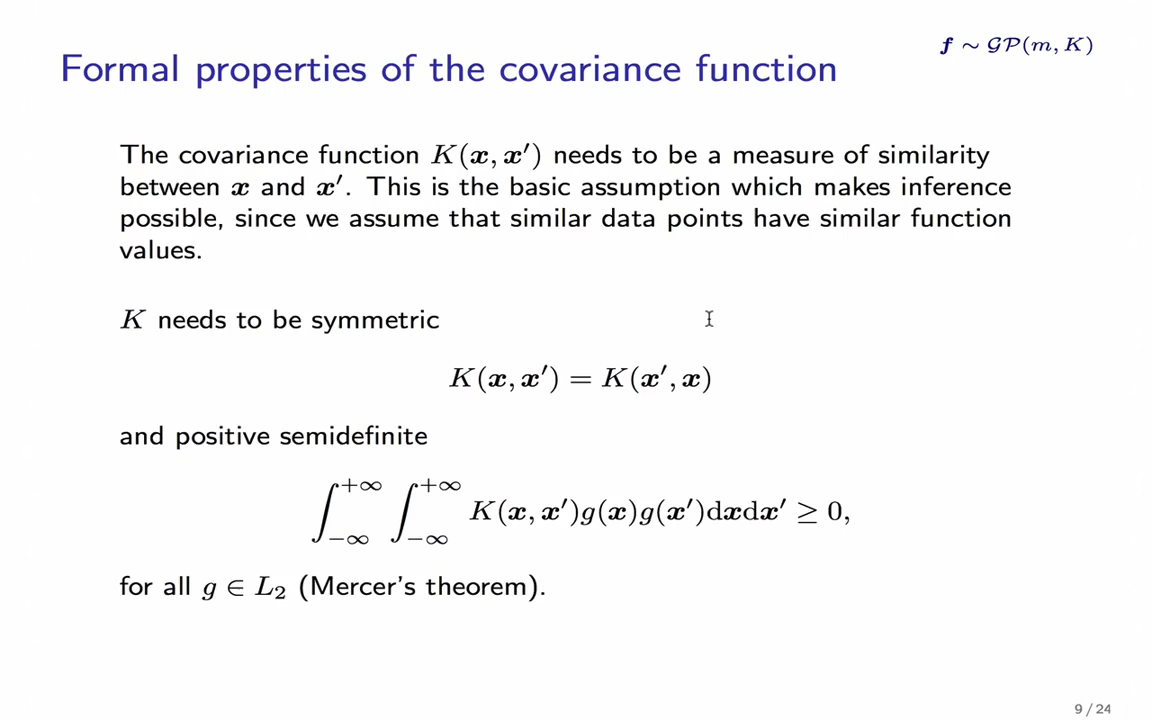 f ∼ GP(m, K)
Formal properties of the covariance function
The covariance function K(x, x′) needs to be a measure of similarity
between x and x′. This is the basic assumption which makes inference
possible, since we assume that similar data points have similar function
values.
K needs to be symmetric
K(x, x′) = K(x′, x)
and positive semidefinite
∫_{−∞}^{+∞} ∫_{−∞}^{+∞} K(x, x′)g(x)g(x′)dxdx′ ≥ 0,
for all g ∈ L₂ (Mercer's theorem).
9 / 24